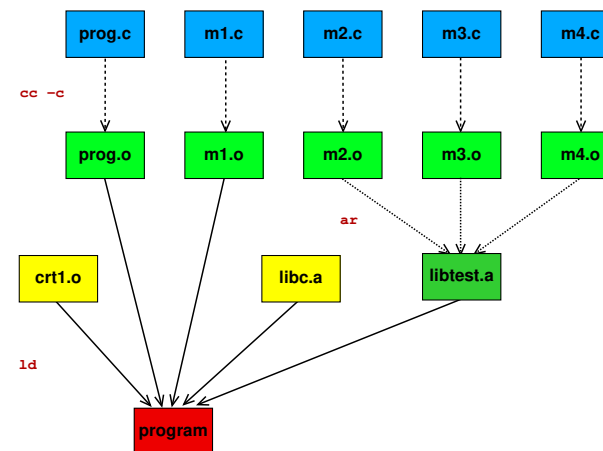 prog.c m1.c m2.c m3.c m4.c
cc -c
prog.o m1.o m2.o m3.o m4.o
ar
crt1.o libc.a libtest.a
ld
program